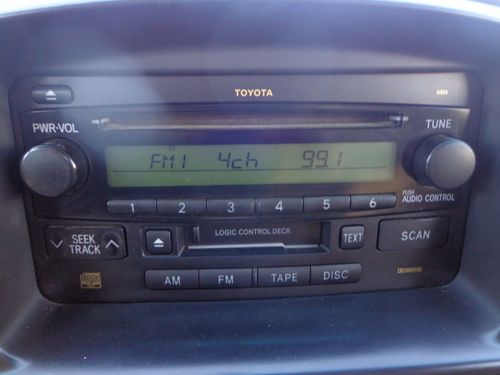 TOYOTA
PWR•VOL
TUNE
ST
FM1 4ch 99.1
1 2 3 4 5 6
PUSH
AUDIO CONTROL
SEEK
TRACK
LOGIC CONTROL DECK
TEXT
SCAN
AM FM TAPE DISC